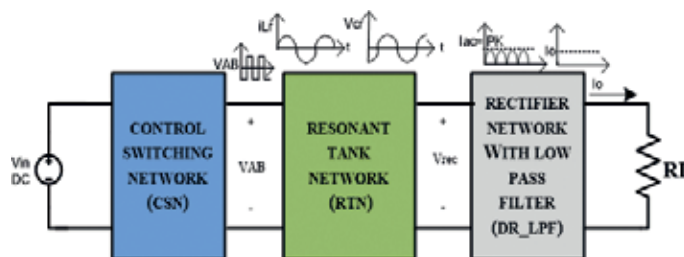 iLr
t
Vcr
t
VAB
Iac= PK
Io
Io
Vin
DC
CONTROL
SWITCHING
NETWORK
(CSN)
+
VAB
-
RESONANT
TANK
NETWORK
(RTN)
+
Vrec
-
RECTIFIER
NETWORK
WITH LOW
PASS
FILTER
(DR_LPF)